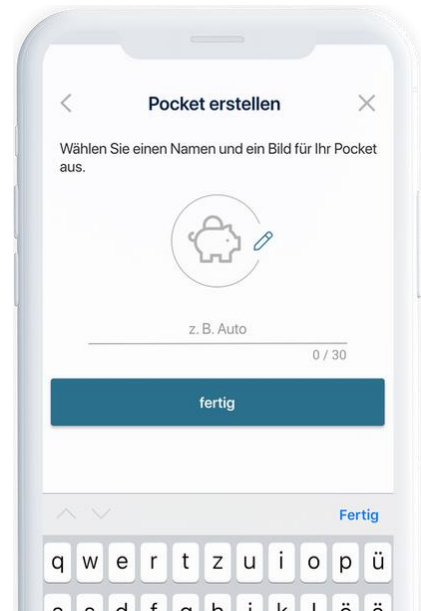 Pocket erstellen
Wählen Sie einen Namen und ein Bild für Ihr Pocket
aus.
z. B. Auto
0 / 30
fertig
Fertig
q w e r t z u i o p ü